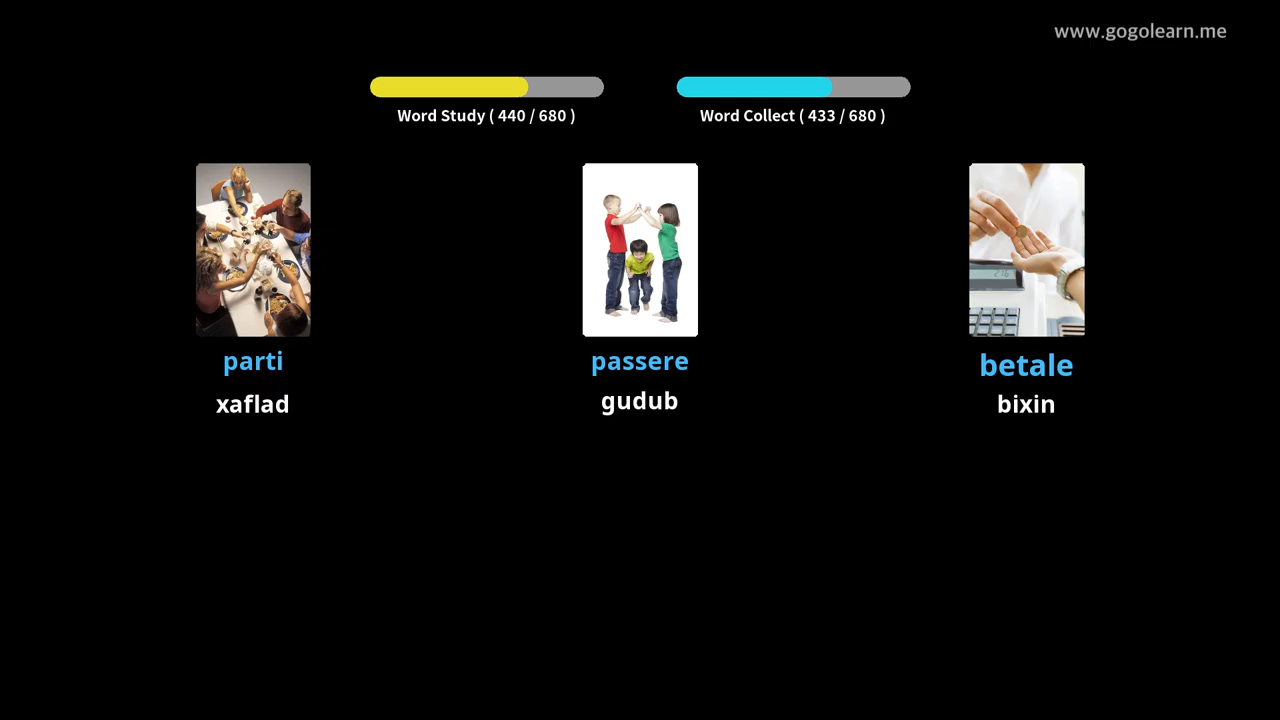 www.gogolearn.me
Word Study ( 440 / 680 )
Word Collect ( 433 / 680 )
parti
xaflad
passere
gudub
betale
bixin